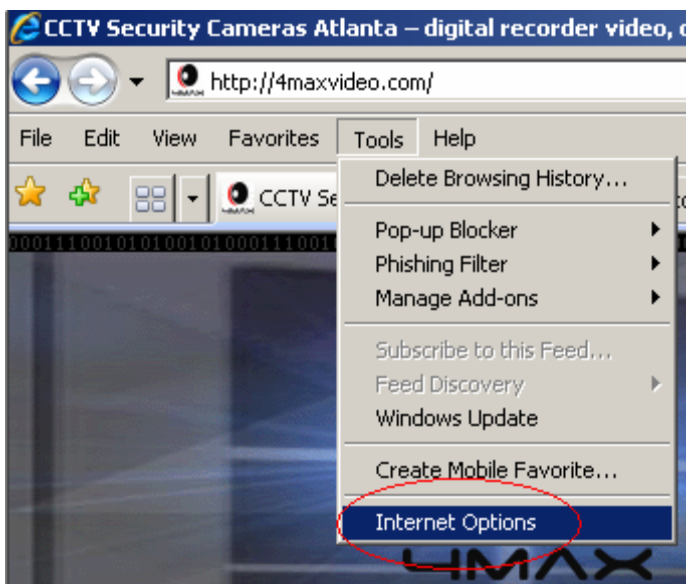 CCTV Security Cameras Atlanta – digital recorder video,
http://4maxvideo.com/
File Edit View Favorites Tools Help
CCTV Se
Delete Browsing History...
Pop-up Blocker
Phishing Filter
Manage Add-ons
Subscribe to this Feed...
Feed Discovery
Windows Update
Create Mobile Favorite...
Internet Options
4MAX